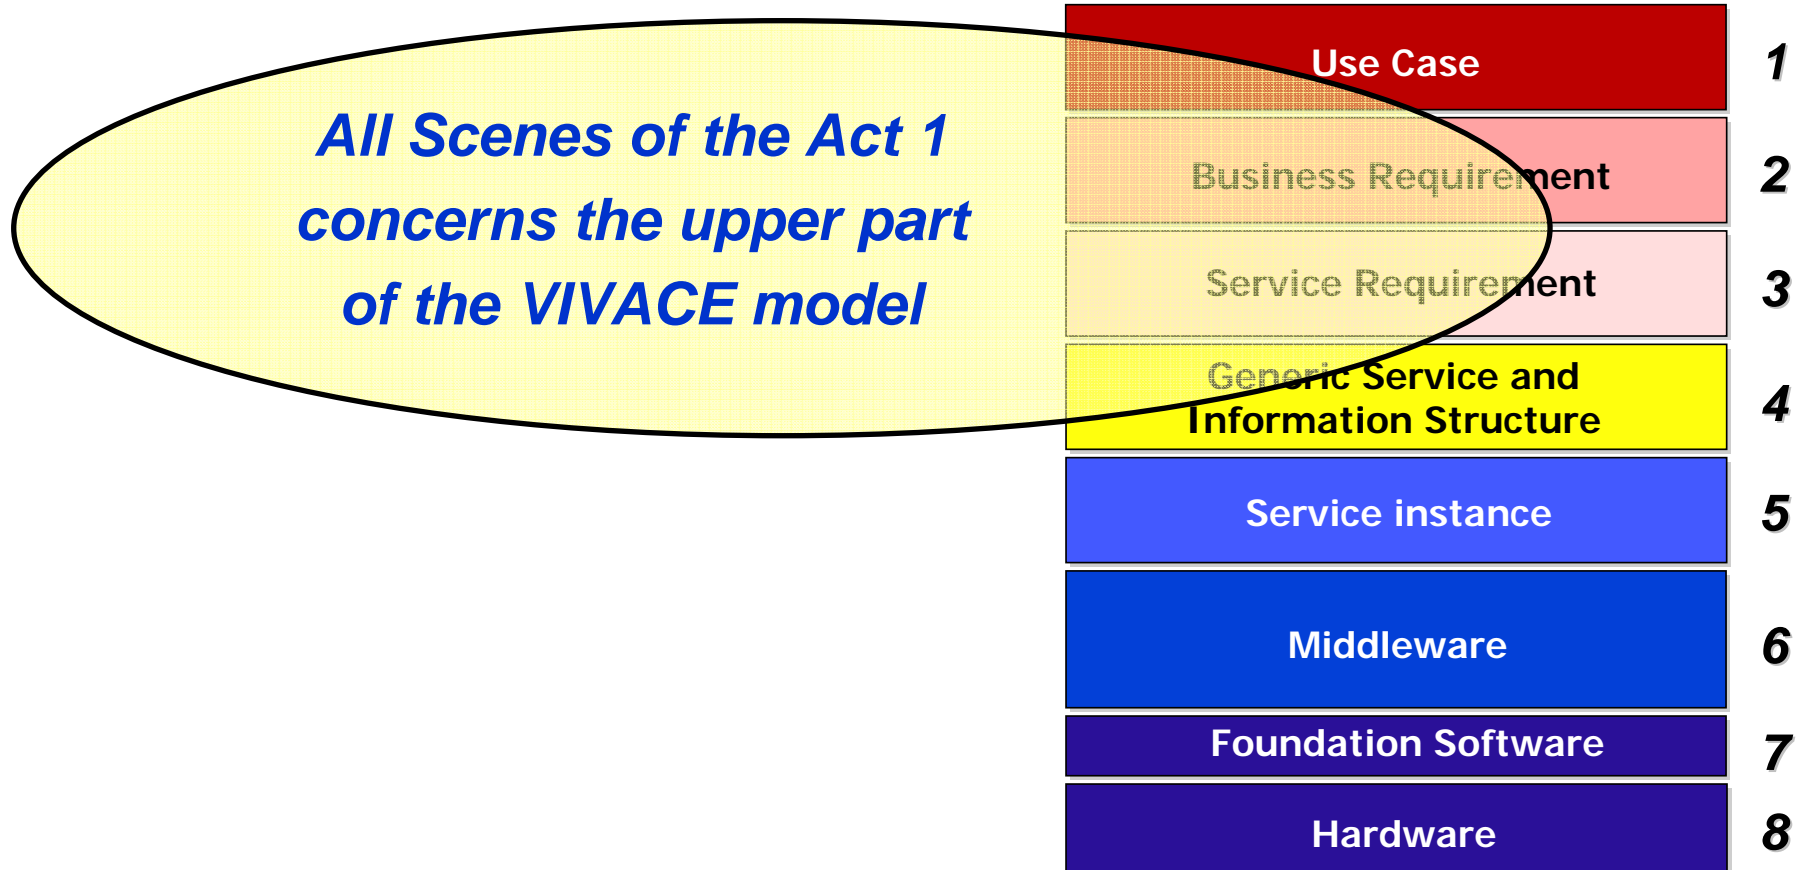 All Scenes of the Act 1
concerns the upper part
of the VIVACE model
Use Case
1
Business Requirement
2
Service Requirement
3
Generic Service and
Information Structure
4
Service instance
5
Middleware
6
Foundation Software
7
Hardware
8